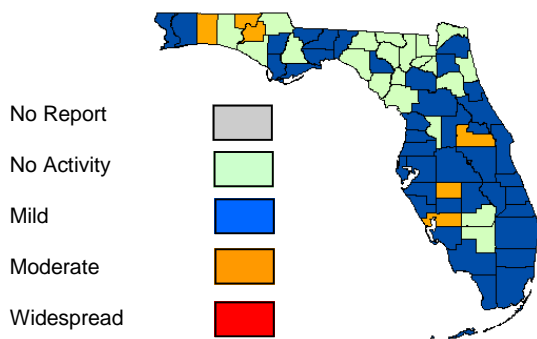 No Report
No Activity
Mild
Moderate
Widespread